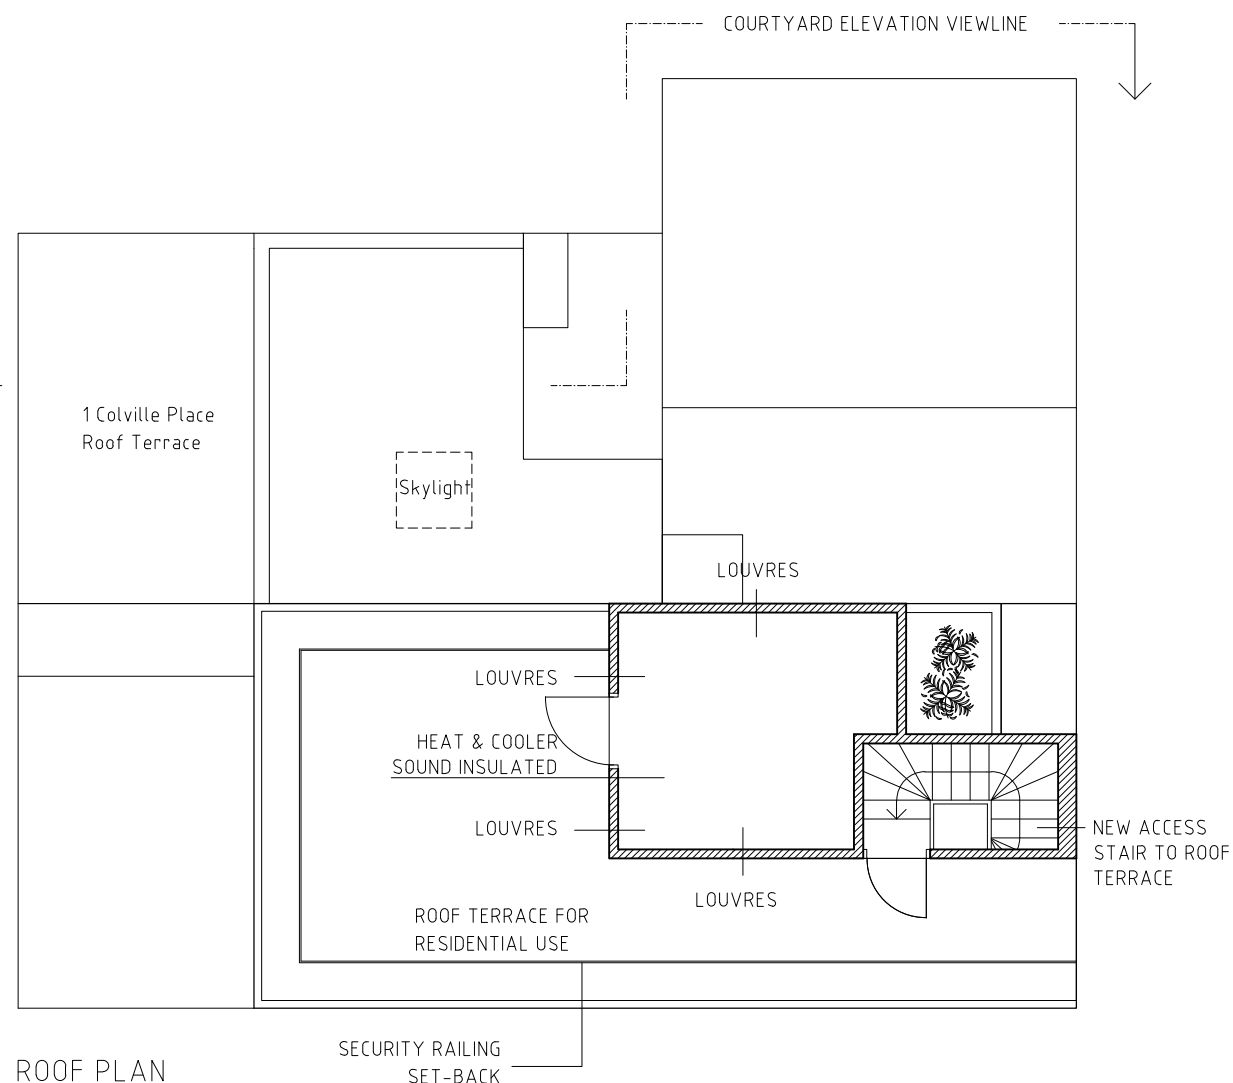 COURTYARD ELEVATION VIEWLINE
1 Colville Place
Roof Terrace
Skylight
LOUVRES
LOUVRES
HEAT & COOLER
SOUND INSULATED
LOUVRES
NEW ACCESS
STAIR TO ROOF
TERRACE
LOUVRES
ROOF TERRACE FOR
RESIDENTIAL USE
SECURITY RAILING
SET-BACK
ROOF PLAN